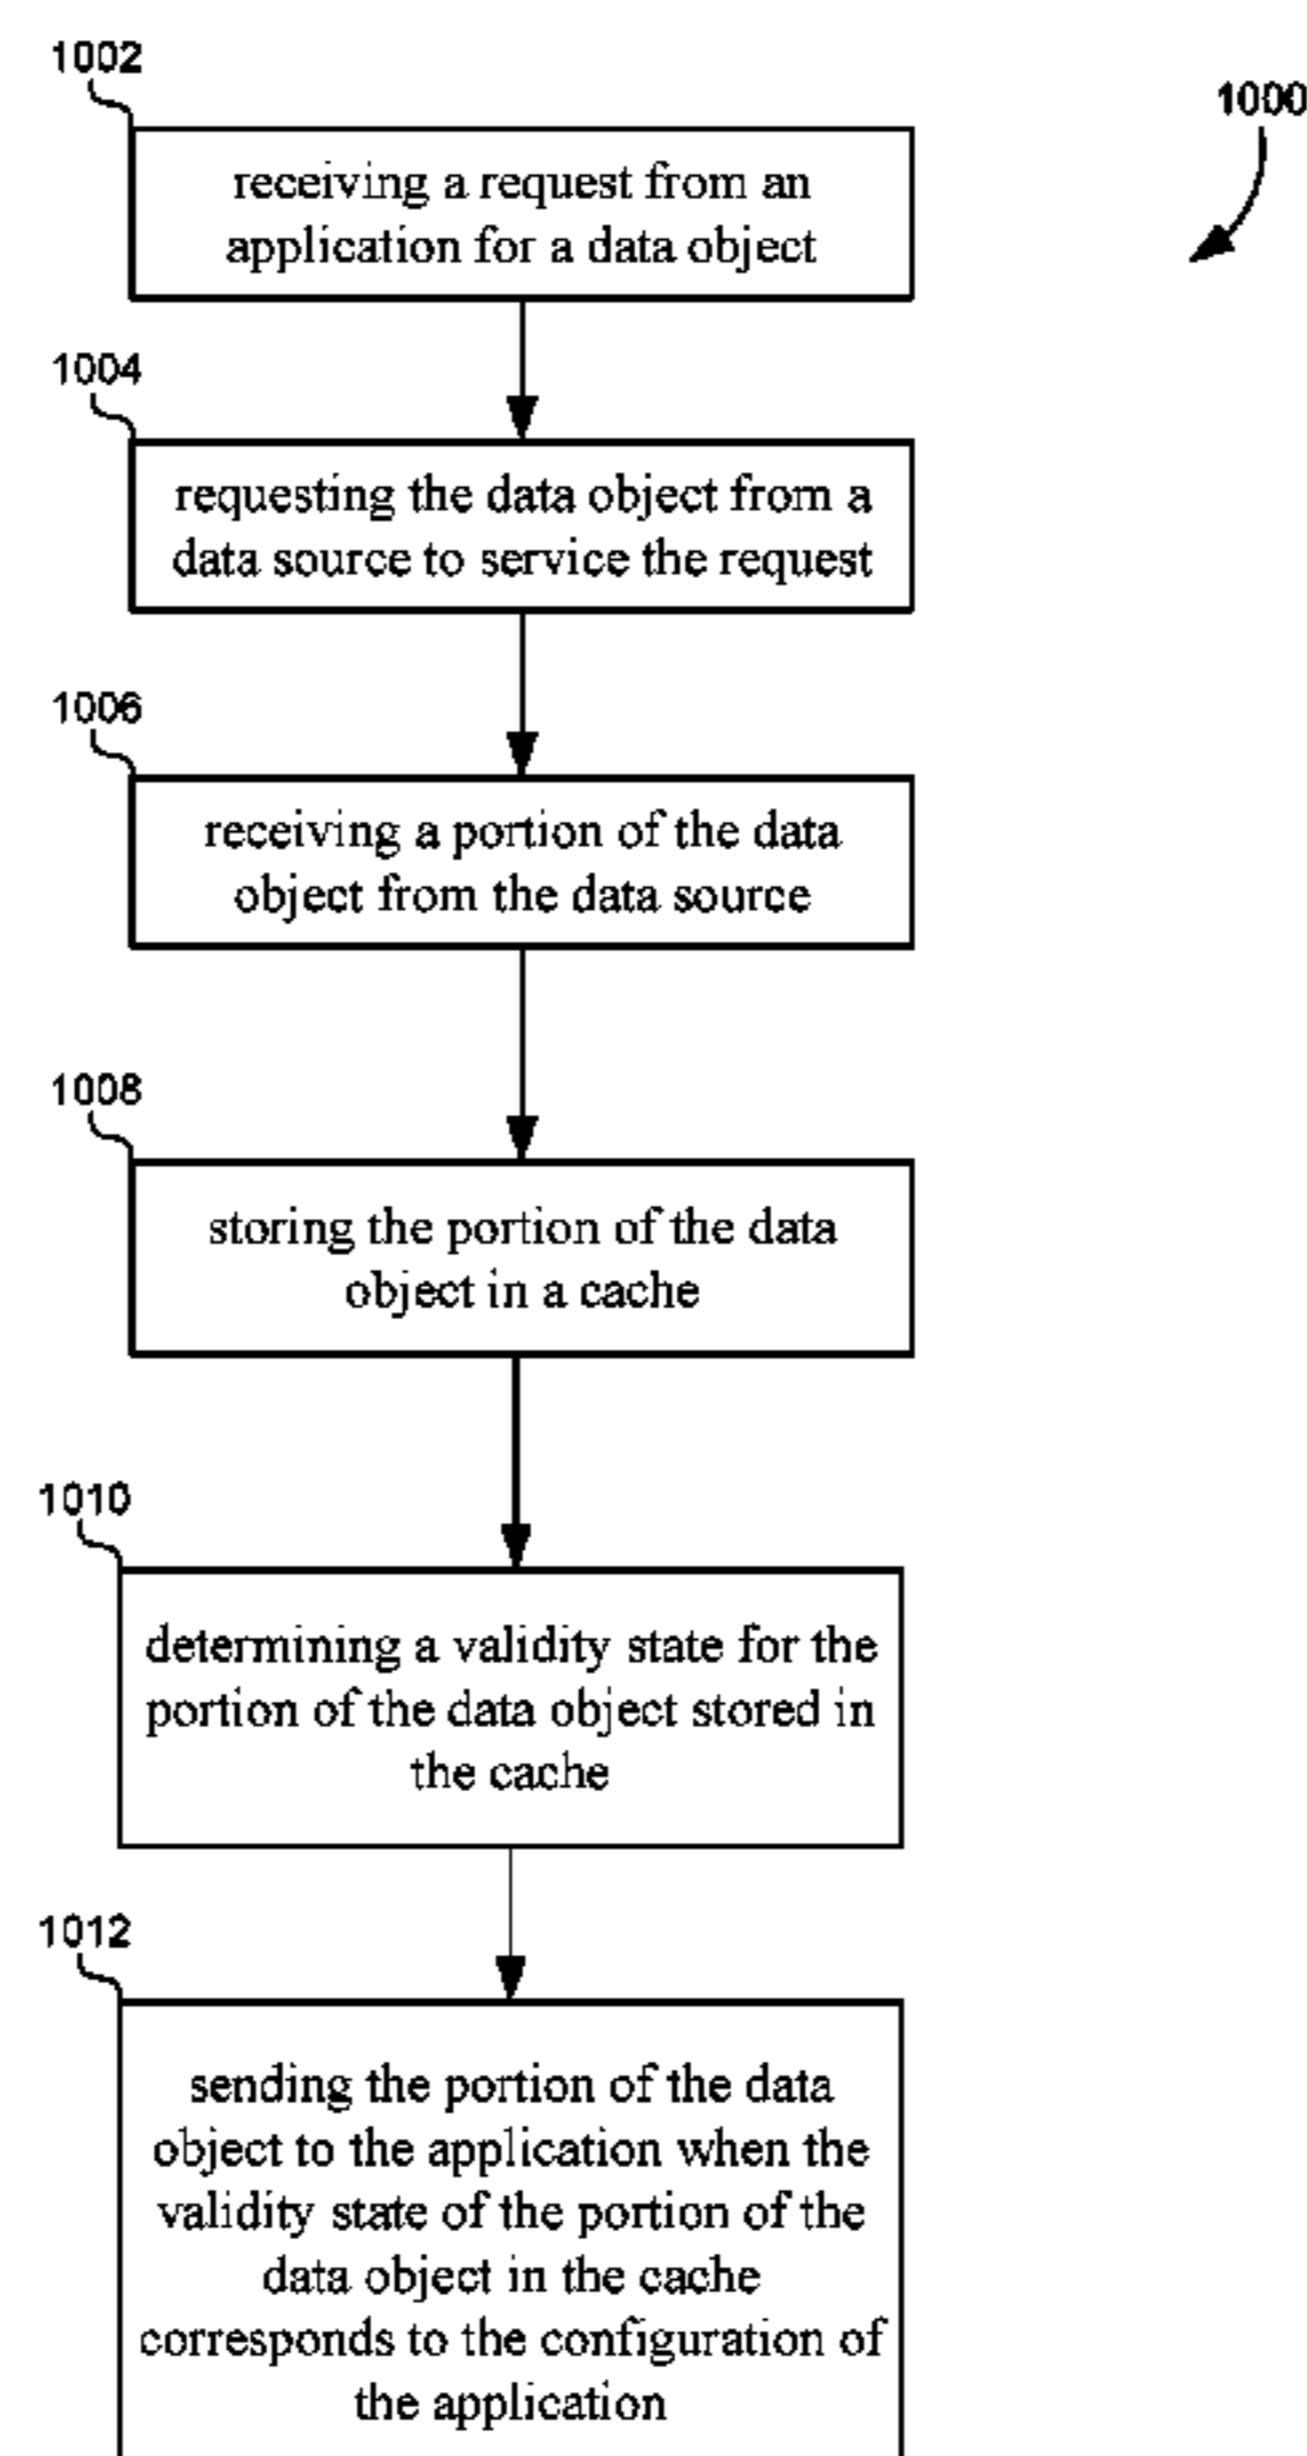 1002
1000
receiving a request from an
application for a data object
1004
requesting the data object from a
data source to service the request
1006
receiving a portion of the data
object from the data source
1008
storing the portion of the data
object in a cache
1010
determining a validity state for the
portion of the data object stored in
the cache
1012
sending the portion of the data
object to the application when the
validity state of the portion of the
data object in the cache
corresponds to the configuration of
the application